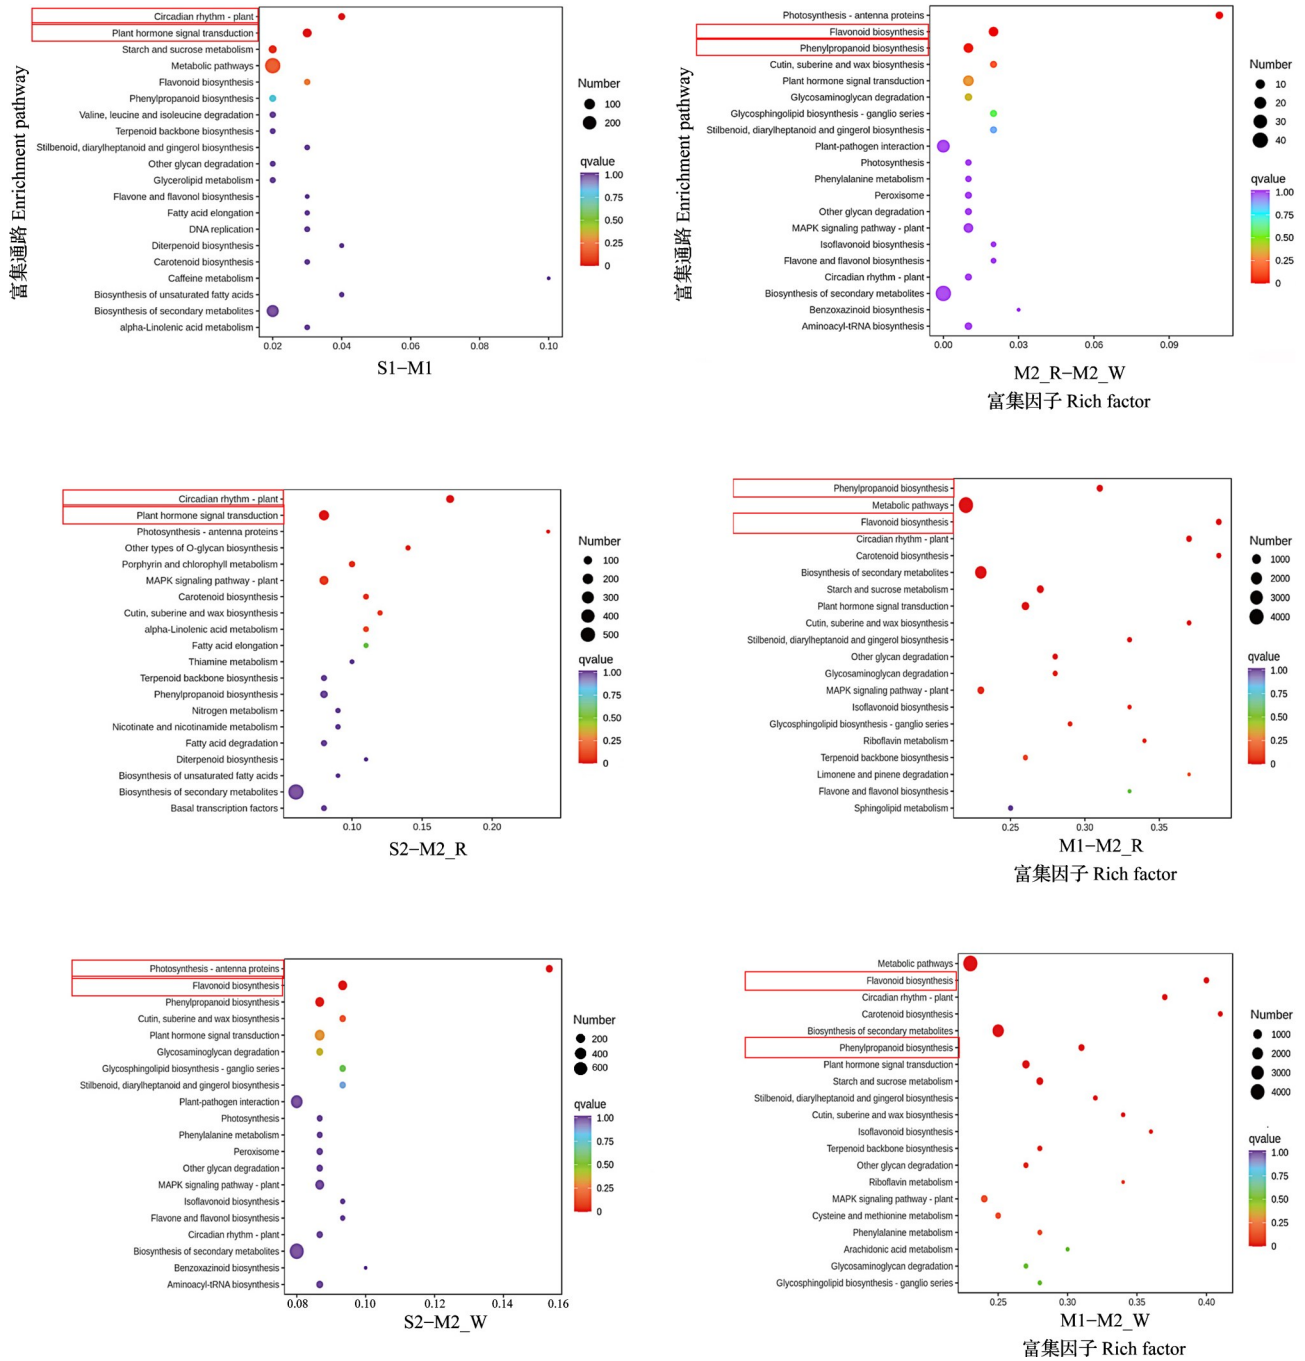 富集通路 Enrichment pathway
Circadian rhythm - plant
Plant hormone signal transduction
Starch and sucrose metabolism
Metabolic pathways
Flavonoid biosynthesis
Phenylpropanoid biosynthesis
Valine, leucine and isoleucine degradation
Terpenoid backbone biosynthesis
Stilbenoid, diarylheptanoid and gingerol biosynthesis
Other glycan degradation
Glycerolipid metabolism
Flavone and flavonol biosynthesis
Fatty acid elongation
DNA replication
Diterpenoid biosynthesis
Carotenoid biosynthesis
Caffeine metabolism
Biosynthesis of unsaturated fatty acids
Biosynthesis of secondary metabolites
alpha-Linolenic acid metabolism
0.02 0.04 0.06 0.08 0.10
S1−M1
Number
100
200
qvalue
1.00
0.75
0.50
0.25
0
富集通路 Enrichment pathway
Photosynthesis - antenna proteins
Flavonoid biosynthesis
Phenylpropanoid biosynthesis
Cutin, suberine and wax biosynthesis
Plant hormone signal transduction
Glycosaminoglycan degradation
Glycosphingolipid biosynthesis - ganglio series
Stilbenoid, diarylheptanoid and gingerol biosynthesis
Plant-pathogen interaction
Photosynthesis
Phenylalanine metabolism
Peroxisome
Other glycan degradation
MAPK signaling pathway - plant
Isoflavonoid biosynthesis
Flavone and flavonol biosynthesis
Circadian rhythm - plant
Biosynthesis of secondary metabolites
Benzoxazinoid biosynthesis
Aminoacyl-tRNA biosynthesis
0.00 0.03 0.06 0.09
M2_R−M2_W
富集因子 Rich factor
Number
10
20
30
40
qvalue
1.00
0.75
0.50
0.25
0
Circadian rhythm - plant
Plant hormone signal transduction
Photosynthesis - antenna proteins
Other types of O-glycan biosynthesis
Porphyrin and chlorophyll metabolism
MAPK signaling pathway - plant
Carotenoid biosynthesis
Cutin, suberine and wax biosynthesis
alpha-Linolenic acid metabolism
Fatty acid elongation
Thiamine metabolism
Terpenoid backbone biosynthesis
Phenylpropanoid biosynthesis
Nitrogen metabolism
Nicotinate and nicotinamide metabolism
Fatty acid degradation
Diterpenoid biosynthesis
Biosynthesis of unsaturated fatty acids
Biosynthesis of secondary metabolites
Basal transcription factors
0.10 0.15 0.20
S2−M2_R
Number
100
200
300
400
500
qvalue
1.00
0.75
0.50
0.25
0
Phenylpropanoid biosynthesis
Metabolic pathways
Flavonoid biosynthesis
Circadian rhythm - plant
Carotenoid biosynthesis
Biosynthesis of secondary metabolites
Starch and sucrose metabolism
Plant hormone signal transduction
Cutin, suberine and wax biosynthesis
Stilbenoid, diarylheptanoid and gingerol biosynthesis
Other glycan degradation
Glycosaminoglycan degradation
MAPK signaling pathway - plant
Isoflavonoid biosynthesis
Glycosphingolipid biosynthesis - ganglio series
Riboflavin metabolism
Terpenoid backbone biosynthesis
Limonene and pinene degradation
Flavone and flavonol biosynthesis
Sphingolipid metabolism
0.25 0.30 0.35
M1−M2_R
富集因子 Rich factor
Number
1000
2000
3000
4000
qvalue
1.00
0.75
0.50
0.25
0
Photosynthesis - antenna proteins
Flavonoid biosynthesis
Phenylpropanoid biosynthesis
Cutin, suberine and wax biosynthesis
Plant hormone signal transduction
Glycosaminoglycan degradation
Glycosphingolipid biosynthesis - ganglio series
Stilbenoid, diarylheptanoid and gingerol biosynthesis
Plant-pathogen interaction
Photosynthesis
Phenylalanine metabolism
Peroxisome
Other glycan degradation
MAPK signaling pathway - plant
Isoflavonoid biosynthesis
Flavone and flavonol biosynthesis
Circadian rhythm - plant
Biosynthesis of secondary metabolites
Benzoxazinoid biosynthesis
Aminoacyl-tRNA biosynthesis
0.08 0.10 0.12 0.14 0.16
S2−M2_W
Number
200
400
600
qvalue
1.00
0.75
0.50
0.25
0
Metabolic pathways
Flavonoid biosynthesis
Circadian rhythm - plant
Carotenoid biosynthesis
Biosynthesis of secondary metabolites
Phenylpropanoid biosynthesis
Plant hormone signal transduction
Starch and sucrose metabolism
Stilbenoid, diarylheptanoid and gingerol biosynthesis
Cutin, suberine and wax biosynthesis
Isoflavonoid biosynthesis
Terpenoid backbone biosynthesis
Other glycan degradation
Riboflavin metabolism
MAPK signaling pathway - plant
Cysteine and methionine metabolism
Phenylalanine metabolism
Arachidonic acid metabolism
Glycosaminoglycan degradation
Glycosphingolipid biosynthesis - ganglio series
0.25 0.30 0.35 0.40
M1−M2_W
富集因子 Rich factor
Number
1000
2000
3000
4000
qvalue
1.00
0.75
0.50
0.25
0